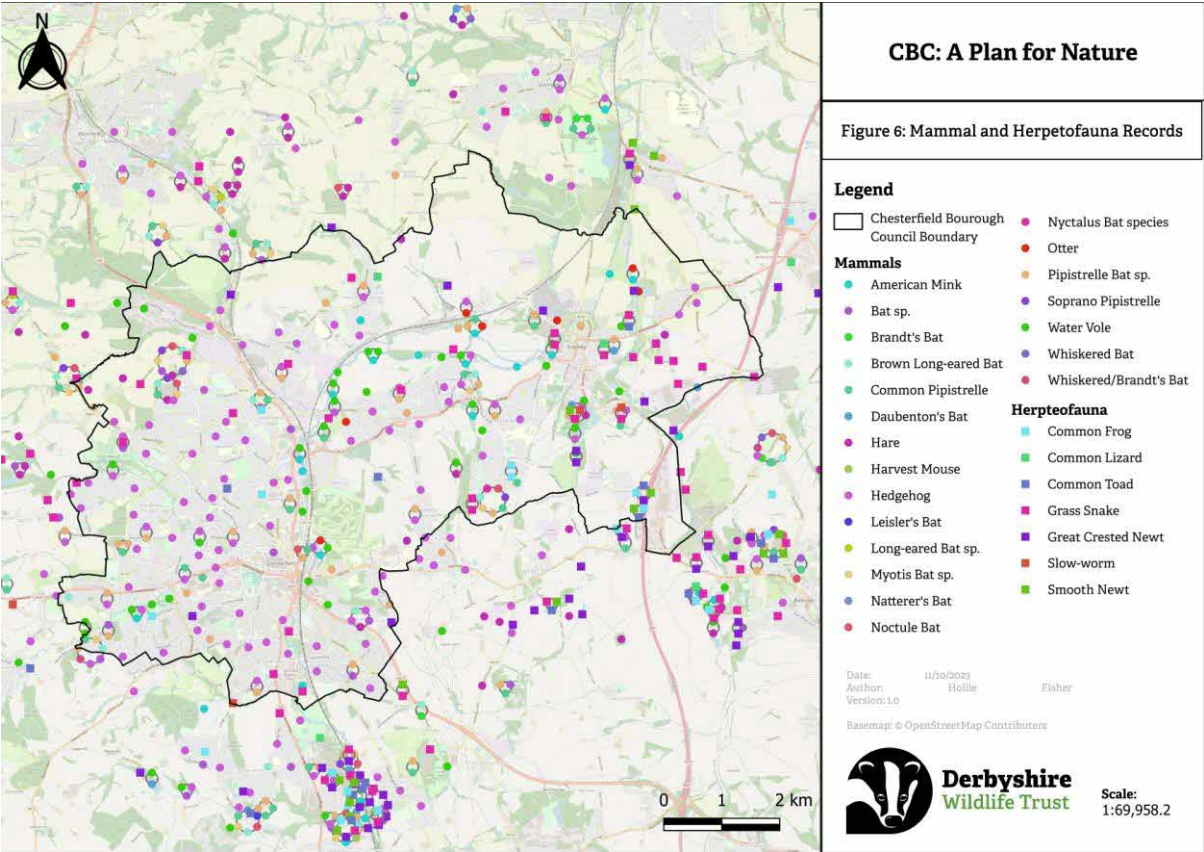 N
CBC: A Plan for Nature
Figure 6: Mammal and Herpetofauna Records
Legend
Chesterfield Bourough
Council Boundary
Mammals
American Mink
Bat sp.
Brandt's Bat
Brown Long-eared Bat
Common Pipistrelle
Daubenton's Bat
Hare
Harvest Mouse
Hedgehog
Leisler's Bat
Long-eared Bat sp.
Myotis Bat sp.
Natterer's Bat
Noctule Bat
Nyctalus Bat species
Otter
Pipistrelle Bat sp.
Soprano Pipistrelle
Water Vole
Whiskered Bat
Whiskered/Brandt's Bat
Herpteofauna
Common Frog
Common Lizard
Common Toad
Grass Snake
Great Crested Newt
Slow-worm
Smooth Newt
Date: 11/10/2023
Author: Hollie Fisher
Version: 1.0
Basemap: © OpenStreetMap Contributers
Derbyshire
Wildlife Trust
Scale:
1:69,958.2
0 1 2 km